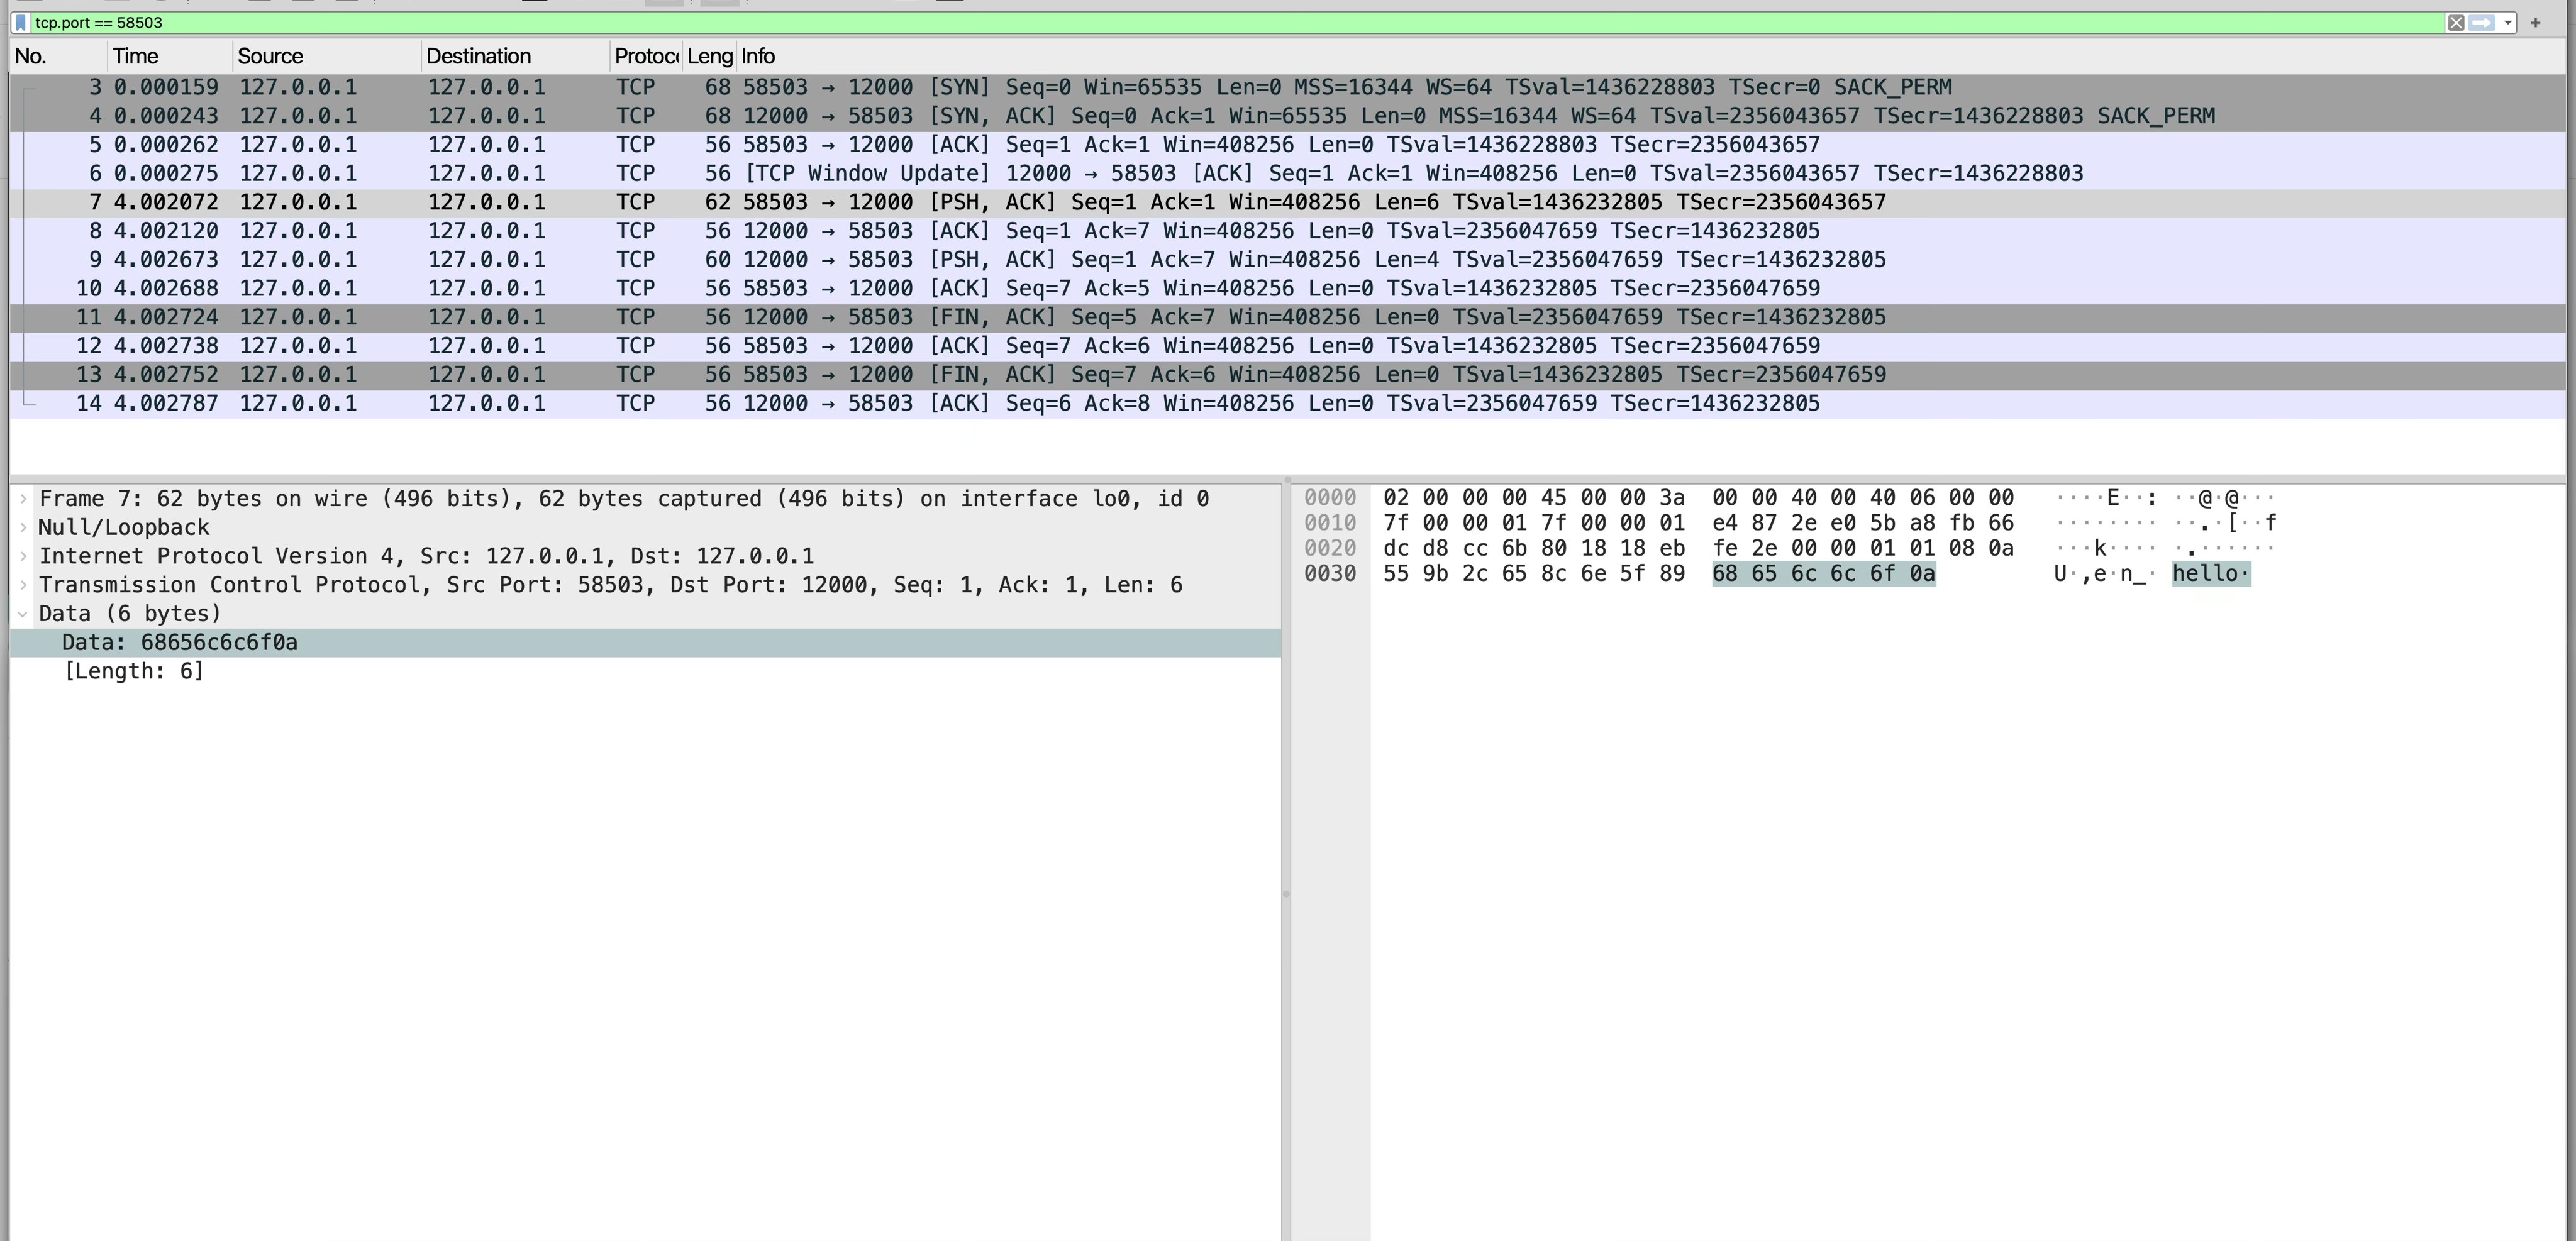 tcp.port == 58503
No. Time Source Destination Protoc Leng Info
3 0.000159 127.0.0.1 127.0.0.1 TCP 68 58503 → 12000 [SYN] Seq=0 Win=65535 Len=0 MSS=16344 WS=64 TSval=1436228803 TSecr=0 SACK_PERM
4 0.000243 127.0.0.1 127.0.0.1 TCP 68 12000 → 58503 [SYN, ACK] Seq=0 Ack=1 Win=65535 Len=0 MSS=16344 WS=64 TSval=2356043657 TSecr=1436228803 SACK_PERM
5 0.000262 127.0.0.1 127.0.0.1 TCP 56 58503 → 12000 [ACK] Seq=1 Ack=1 Win=408256 Len=0 TSval=1436228803 TSecr=2356043657
6 0.000275 127.0.0.1 127.0.0.1 TCP 56 [TCP Window Update] 12000 → 58503 [ACK] Seq=1 Ack=1 Win=408256 Len=0 TSval=2356043657 TSecr=1436228803
7 4.002072 127.0.0.1 127.0.0.1 TCP 62 58503 → 12000 [PSH, ACK] Seq=1 Ack=1 Win=408256 Len=6 TSval=1436232805 TSecr=2356043657
8 4.002120 127.0.0.1 127.0.0.1 TCP 56 12000 → 58503 [ACK] Seq=1 Ack=7 Win=408256 Len=0 TSval=2356047659 TSecr=1436232805
9 4.002673 127.0.0.1 127.0.0.1 TCP 60 12000 → 58503 [PSH, ACK] Seq=1 Ack=7 Win=408256 Len=4 TSval=2356047659 TSecr=1436232805
10 4.002688 127.0.0.1 127.0.0.1 TCP 56 58503 → 12000 [ACK] Seq=7 Ack=5 Win=408256 Len=0 TSval=1436232805 TSecr=2356047659
11 4.002724 127.0.0.1 127.0.0.1 TCP 56 12000 → 58503 [FIN, ACK] Seq=5 Ack=7 Win=408256 Len=0 TSval=2356047659 TSecr=1436232805
12 4.002738 127.0.0.1 127.0.0.1 TCP 56 58503 → 12000 [ACK] Seq=7 Ack=6 Win=408256 Len=0 TSval=1436232805 TSecr=2356047659
13 4.002752 127.0.0.1 127.0.0.1 TCP 56 58503 → 12000 [FIN, ACK] Seq=7 Ack=6 Win=408256 Len=0 TSval=1436232805 TSecr=2356047659
14 4.002787 127.0.0.1 127.0.0.1 TCP 56 12000 → 58503 [ACK] Seq=6 Ack=8 Win=408256 Len=0 TSval=2356047659 TSecr=1436232805
Frame 7: 62 bytes on wire (496 bits), 62 bytes captured (496 bits) on interface lo0, id 0
Null/Loopback
Internet Protocol Version 4, Src: 127.0.0.1, Dst: 127.0.0.1
Transmission Control Protocol, Src Port: 58503, Dst Port: 12000, Seq: 1, Ack: 1, Len: 6
Data (6 bytes)
Data: 68656c6c6f0a
[Length: 6]
0000 02 00 00 00 45 00 00 3a 00 00 40 00 40 06 00 00 ····E··: ··@·@···
0010 7f 00 00 01 7f 00 00 01 e4 87 2e e0 5b a8 fb 66 ········ ··.·[··f
0020 dc d8 cc 6b 80 18 18 eb fe 2e 00 00 01 01 08 0a ···k···· ·.······
0030 55 9b 2c 65 8c 6e 5f 89 68 65 6c 6c 6f 0a U·,e·n_· hello·